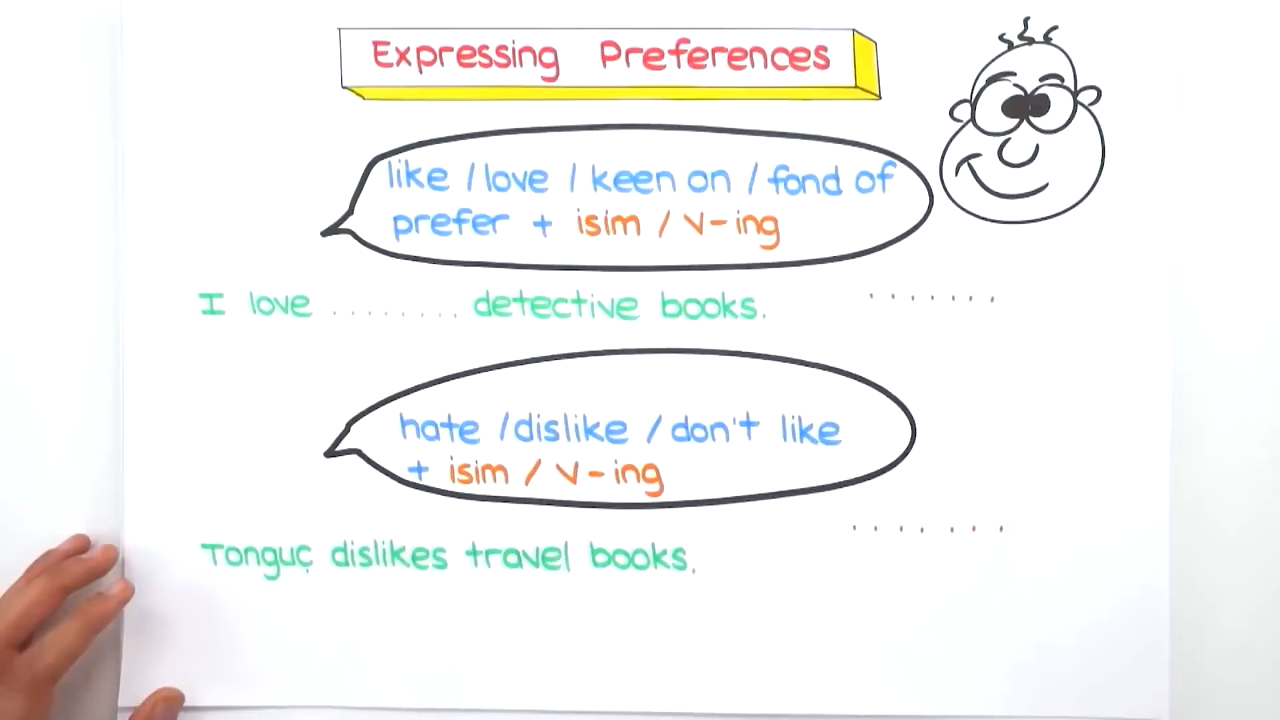 Expressing Preferences
like / love / keen on / fond of
prefer + isim / V-ing
I love ........ detective books.
.......
hate / dislike / don't like
+ isim / V-ing
.......
Tonguç dislikes travel books.